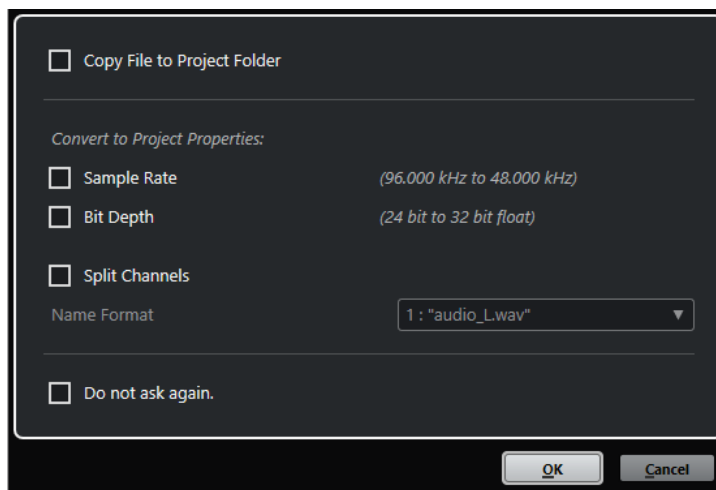 Copy File to Project Folder
Convert to Project Properties:
Sample Rate (96.000 kHz to 48.000 kHz)
Bit Depth (24 bit to 32 bit float)
Split Channels
Name Format 1 : "audio_L.wav"
Do not ask again.
OK Cancel